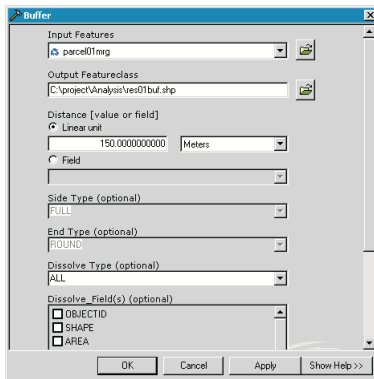 Buffer
Input Features
parcel01mrg
Output Featureclass
C:\project\Analysis\res01buf.shp
Distance [value or field]
Linear unit
150.0000000000 Meters
Field
Side Type (optional)
FULL
End Type (optional)
ROUND
Dissolve Type (optional)
ALL
Dissolve_Field(s) (optional)
OBJECTID
SHAPE
AREA
OK Cancel Apply Show Help >>